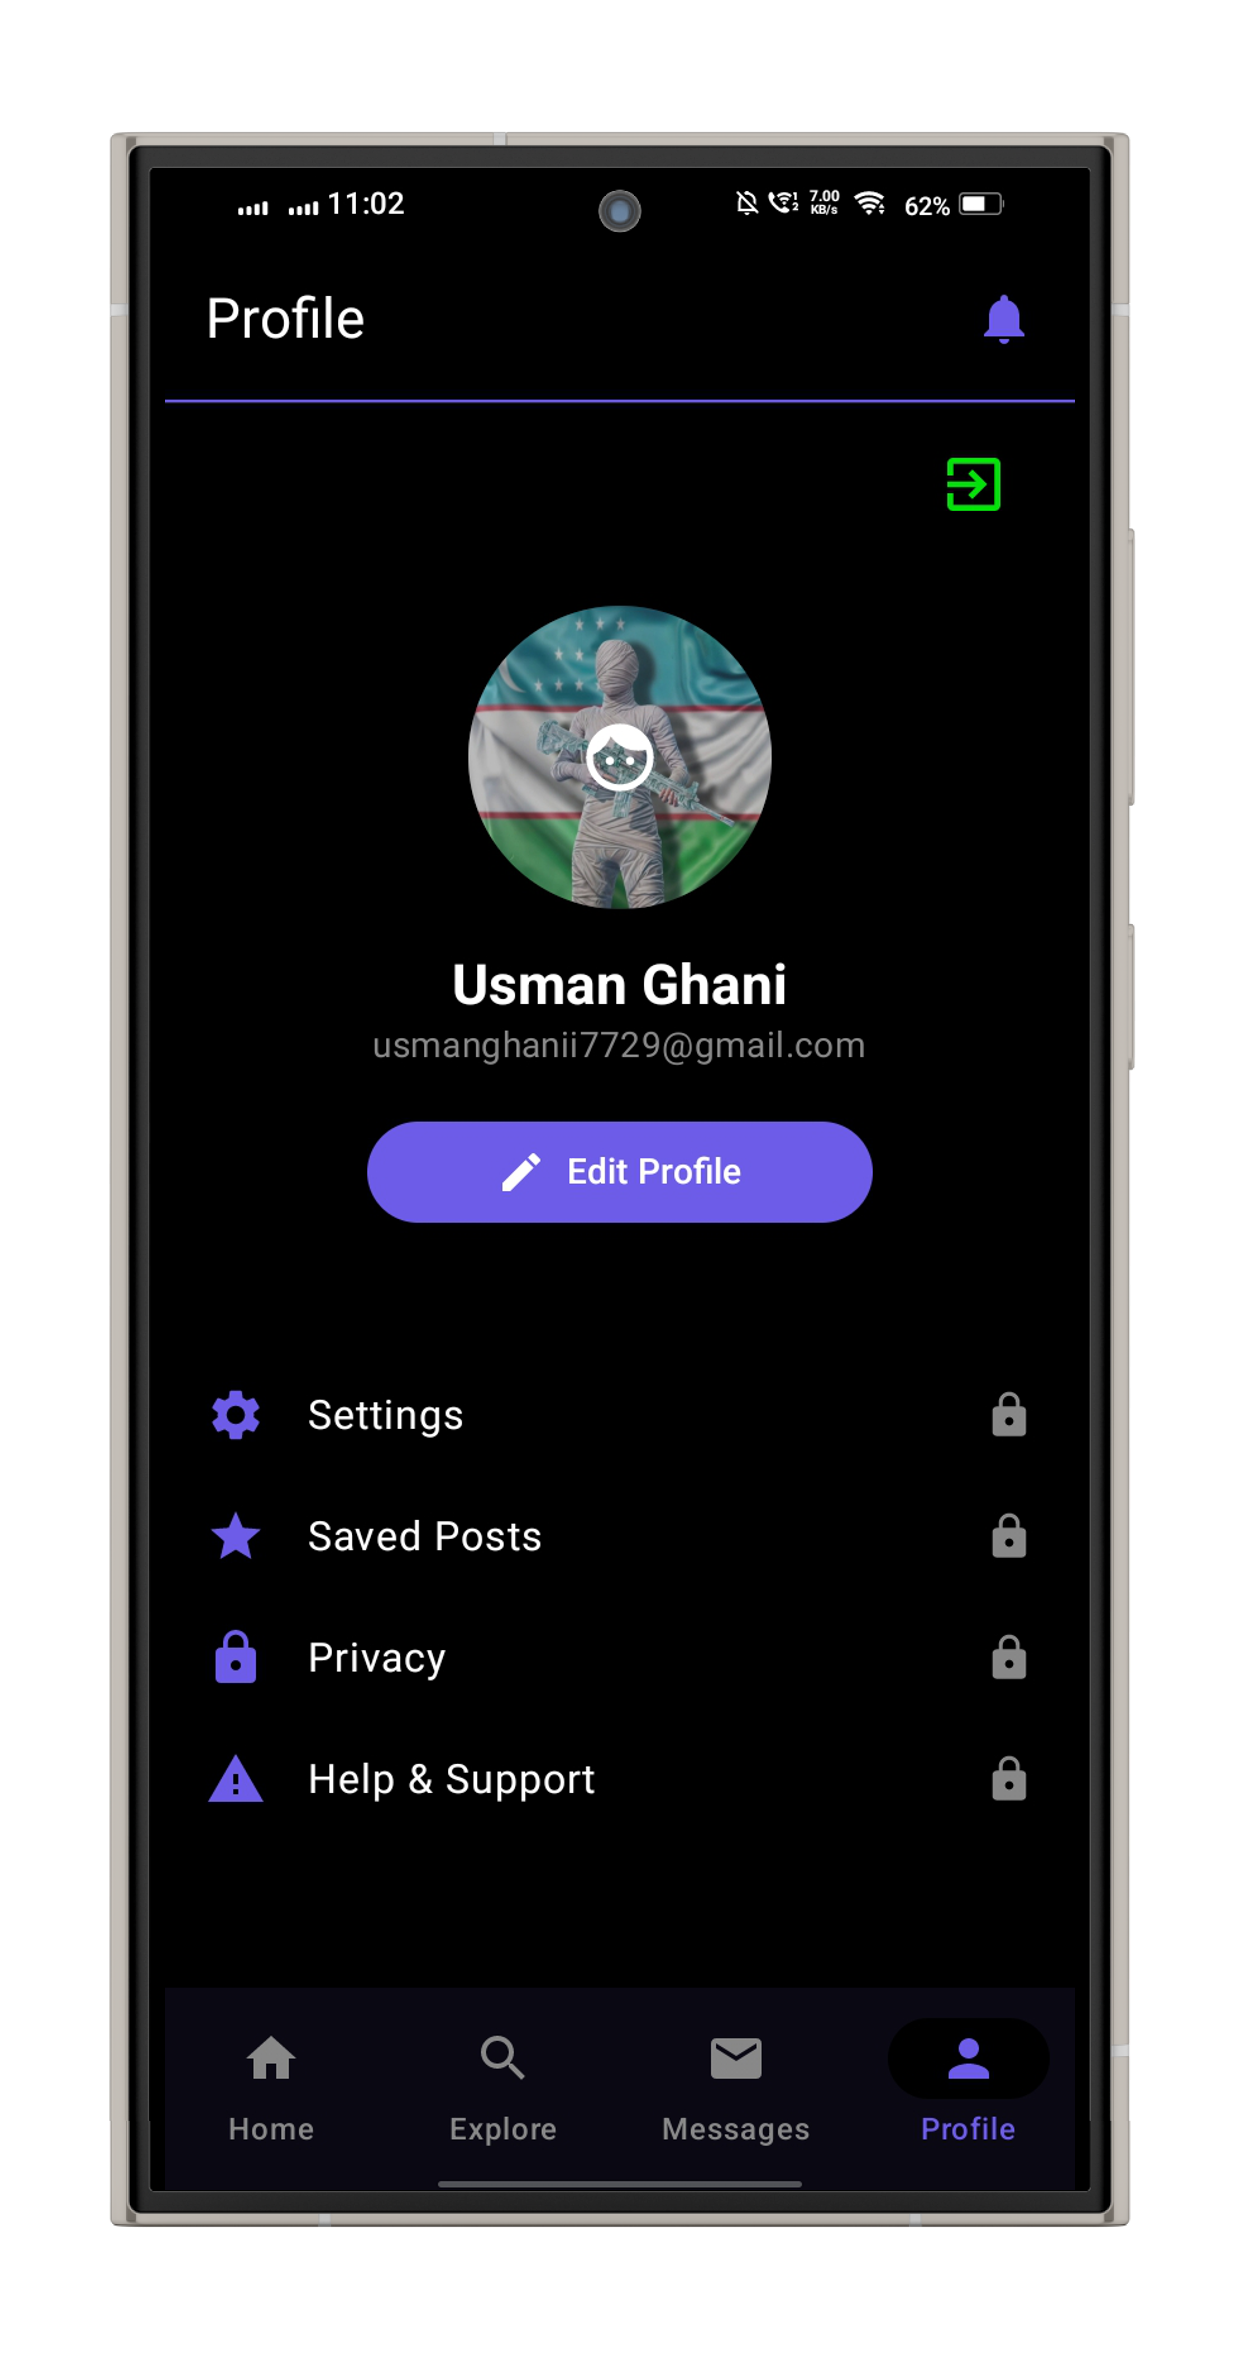 11:02 7.00 KB/s 62%
Profile
Usman Ghani
usmanghanii7729@gmail.com
Edit Profile
Settings
Saved Posts
Privacy
Help & Support
Home Explore Messages Profile